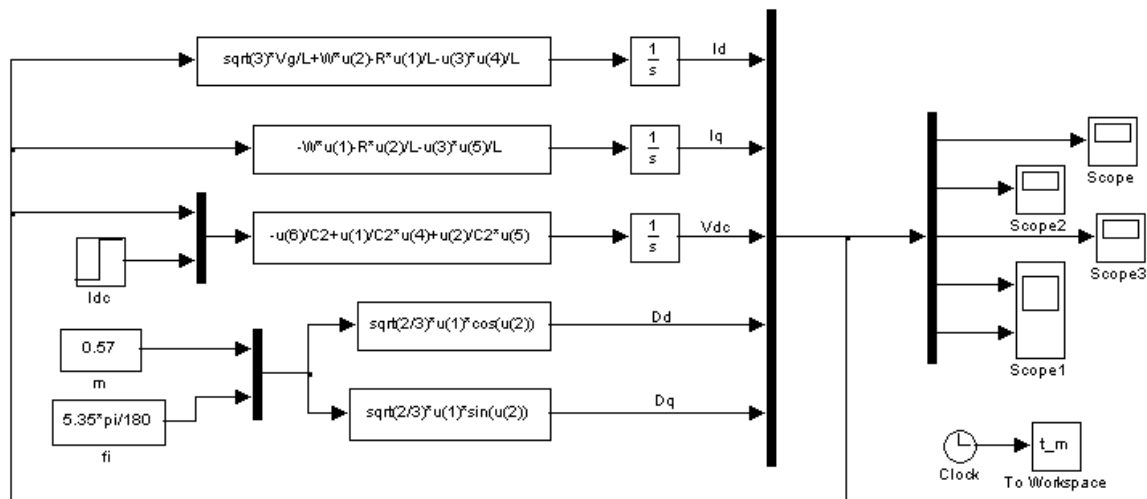 sqrt(3)*Vg/L+W*u(2)-R*u(1)/L-u(3)*u(4)/L
1
s
Id
-W*u(1)-R*u(2)/L-u(3)*u(5)/L
1
s
Iq
Scope
Scope2
-u(6)/C2+u(1)/C2*u(4)+u(2)/C2*u(5)
1
s
Vdc
Scope3
Idc
sqrt(2/3)*u(1)*cos(u(2))
Dd
0.57
m
Scope1
5.35*pi/180
fi
sqrt(2/3)*u(1)*sin(u(2))
Dq
Clock
t_m
To Workspace